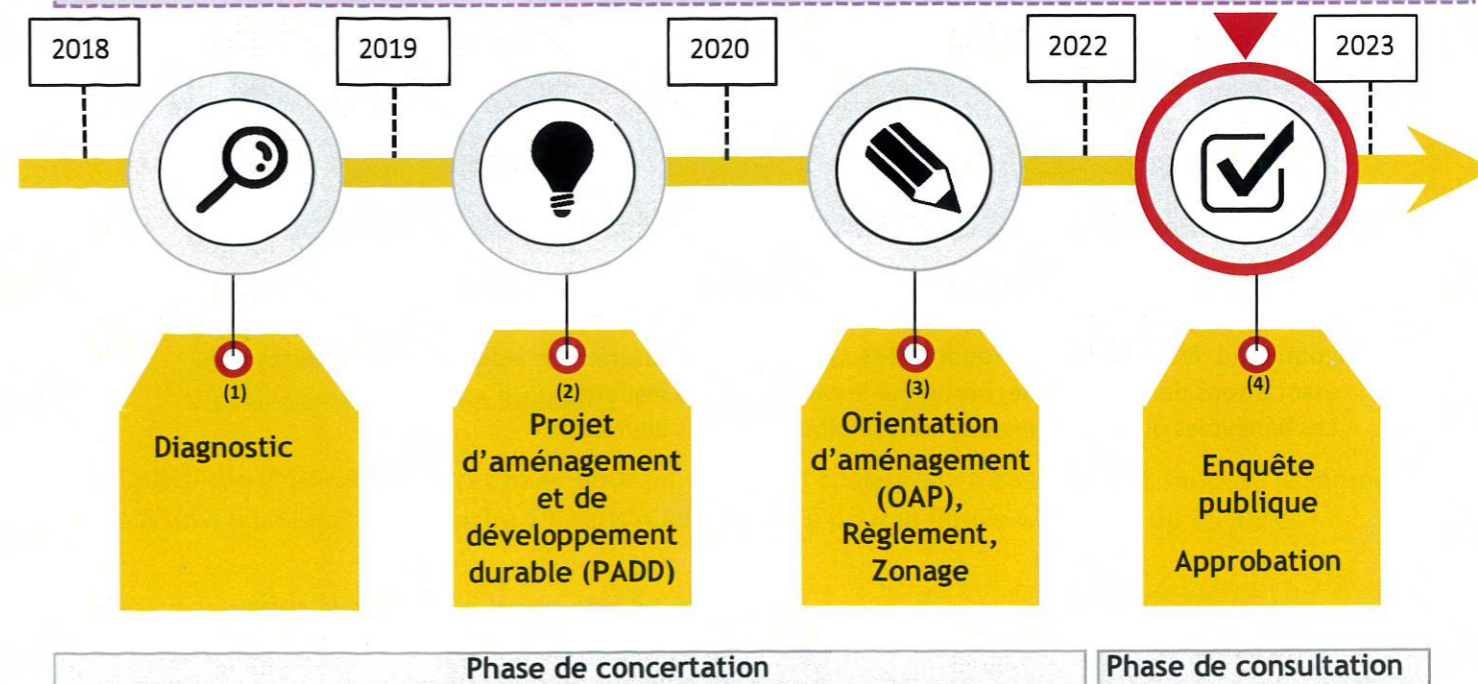 2018
2019
2020
2022
2023
(1)
Diagnostic
(2)
Projet
d'aménagement
et de
développement
durable (PADD)
(3)
Orientation
d'aménagement
(OAP),
Règlement,
Zonage
(4)
Enquête
publique
Approbation
Phase de concertation
Phase de consultation